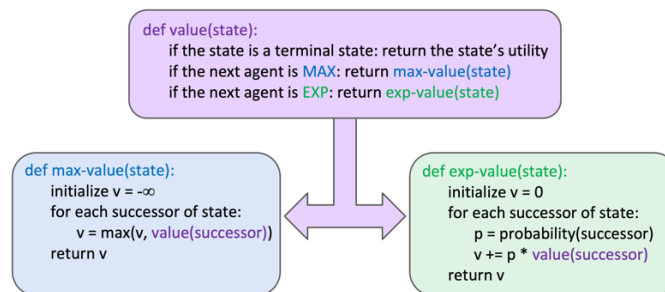 def value(state):
if the state is a terminal state: return the state's utility
if the next agent is MAX: return max-value(state)
if the next agent is EXP: return exp-value(state)
def max-value(state):
initialize v = -∞
for each successor of state:
v = max(v, value(successor))
return v
def exp-value(state):
initialize v = 0
for each successor of state:
p = probability(successor)
v += p * value(successor)
return v